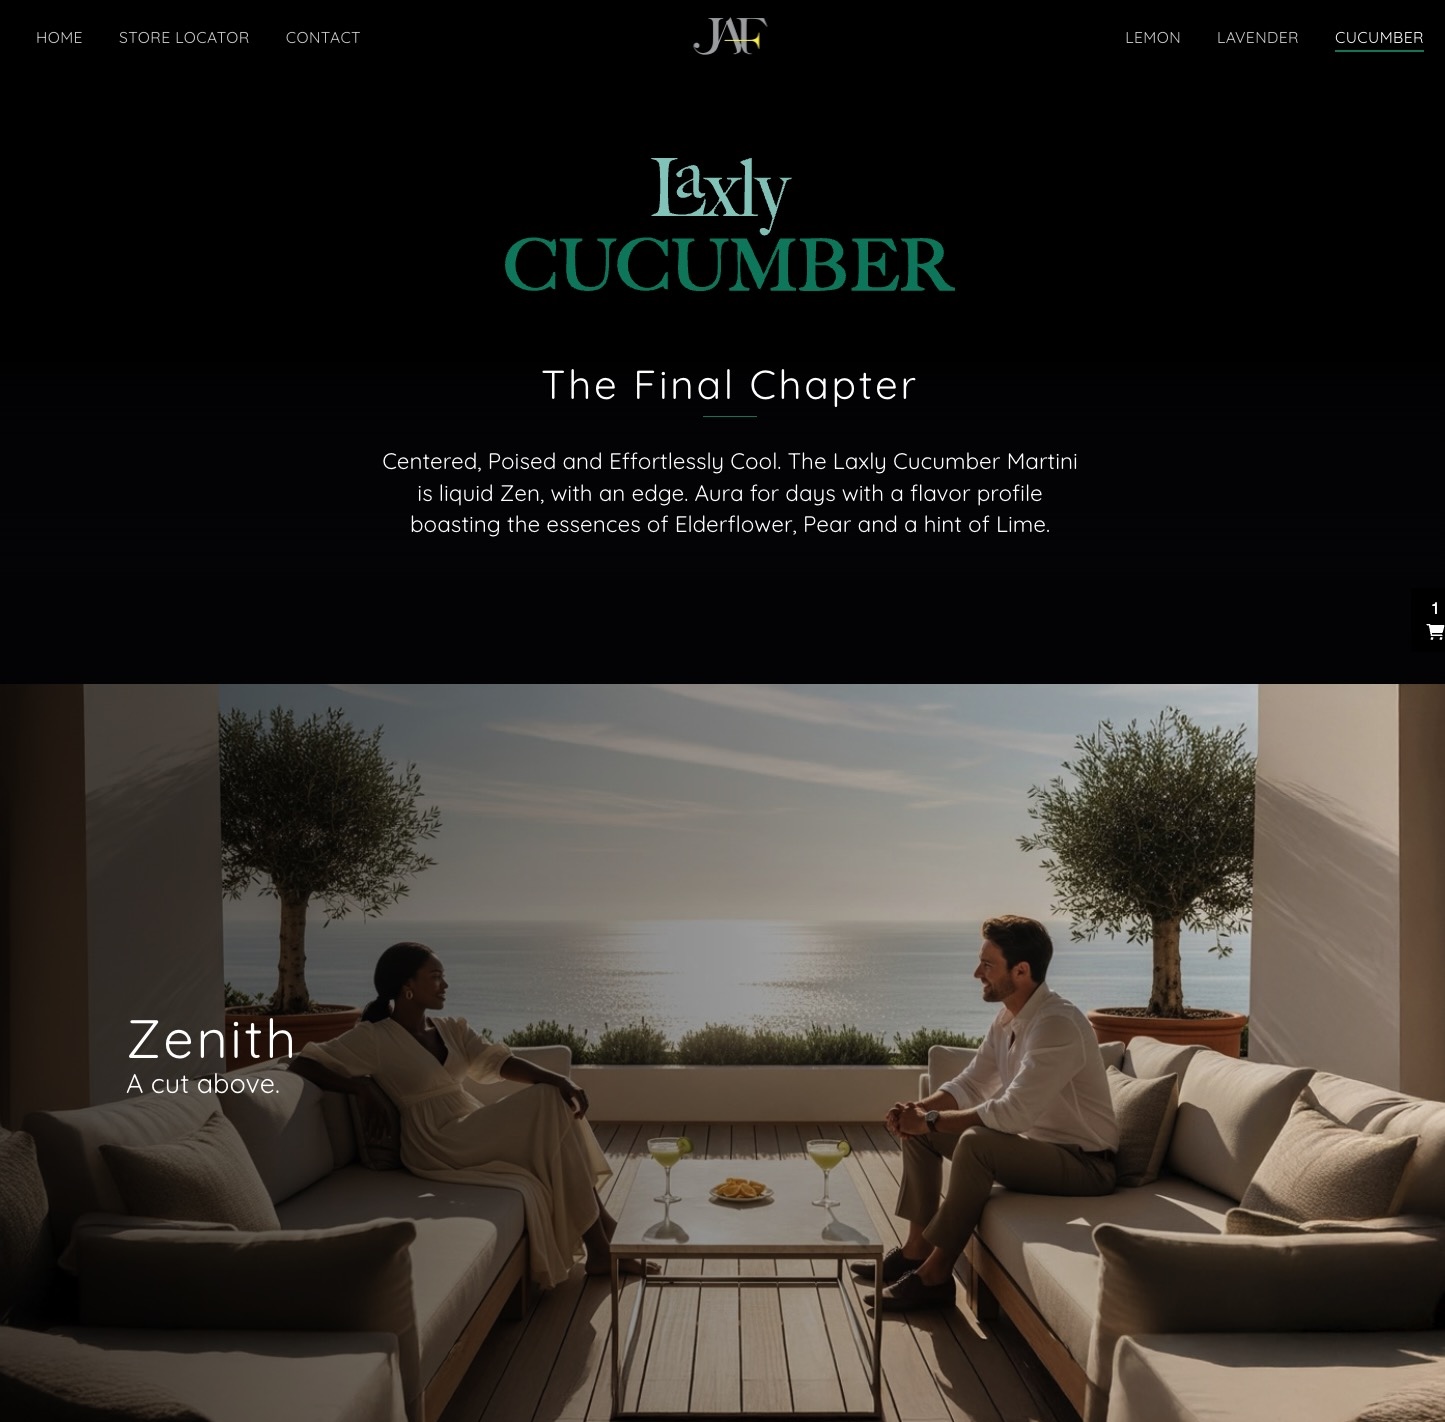 HOME STORE LOCATOR CONTACT JAF LEMON LAVENDER CUCUMBER
Laxly
CUCUMBER
The Final Chapter
Centered, Poised and Effortlessly Cool. The Laxly Cucumber Martini
is liquid Zen, with an edge. Aura for days with a flavor profile
boasting the essences of Elderflower, Pear and a hint of Lime.
1
Zenith
A cut above.